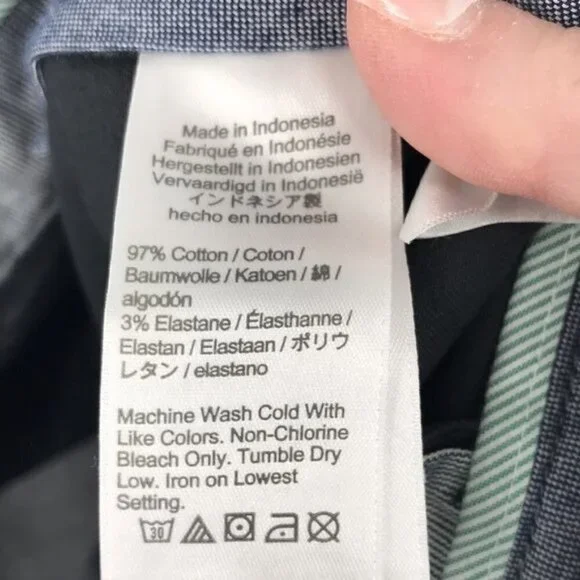 Made in Indonesia
Fabriqué en Indonésie
Hergestellt in Indonesien
Vervaardigd in Indonesië
インドネシア製
hecho en indonesia
97% Cotton / Coton /
Baumwolle / Katoen / 綿 /
algodón
3% Elastane / Élasthanne /
Elastan / Elastaan / ポリウ
レタン / elastano
Machine Wash Cold With
Like Colors. Non-Chlorine
Bleach Only. Tumble Dry
Low. Iron on Lowest
Setting.
30